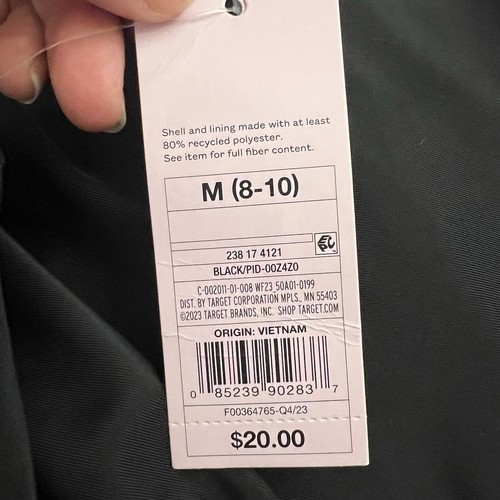 Shell and lining made with at least
80% recycled polyester.
See item for full fiber content.
M (8-10)
238 17 4121
BLACK/PID-00Z4Z0
C-002011-01-008 WF23_50A01-0199
DIST. BY TARGET CORPORATION MPLS., MN 55403
©2023 TARGET BRANDS, INC. SHOP TARGET.COM
ORIGIN: VIETNAM
0 85239 90283 7
F00364765-Q4/23
$20.00